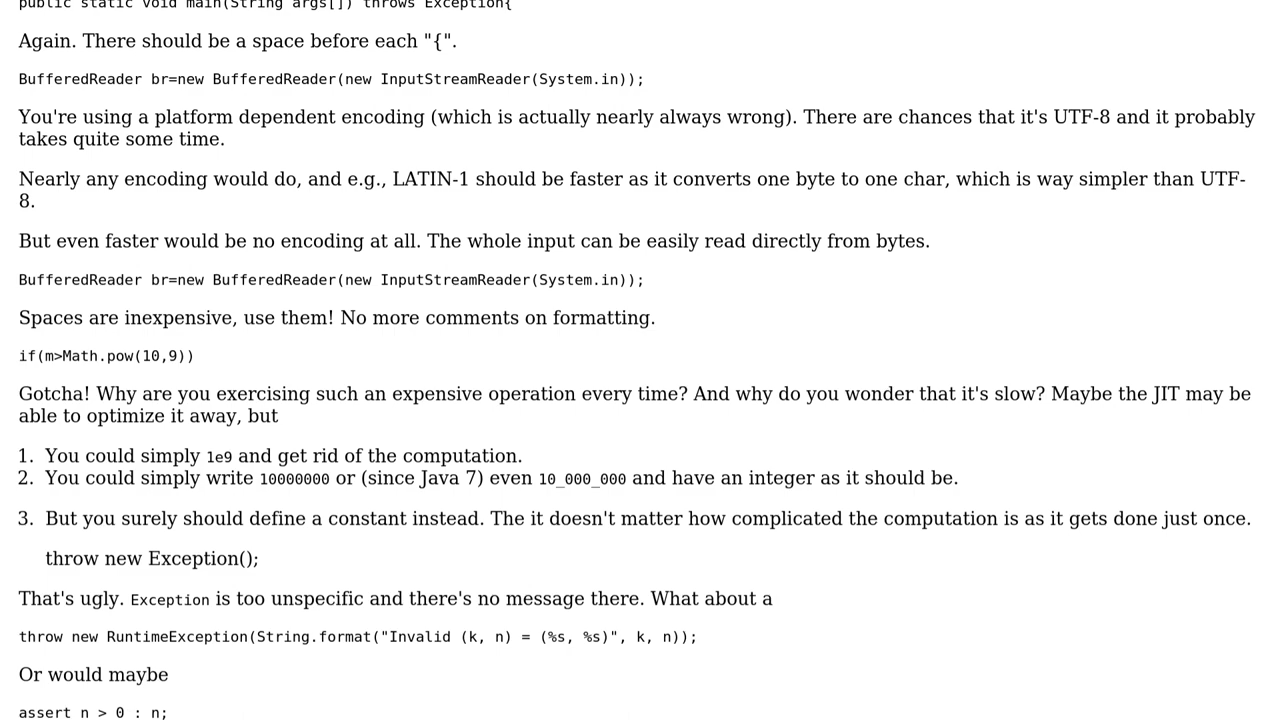 public static void main(String args[]) throws Exception{
Again. There should be a space before each "{".
BufferedReader br=new BufferedReader(new InputStreamReader(System.in));
You're using a platform dependent encoding (which is actually nearly always wrong). There are chances that it's UTF-8 and it probably
takes quite some time.
Nearly any encoding would do, and e.g., LATIN-1 should be faster as it converts one byte to one char, which is way simpler than UTF-
8.
But even faster would be no encoding at all. The whole input can be easily read directly from bytes.
BufferedReader br=new BufferedReader(new InputStreamReader(System.in));
Spaces are inexpensive, use them! No more comments on formatting.
if(m>Math.pow(10,9))
Gotcha! Why are you exercising such an expensive operation every time? And why do you wonder that it's slow? Maybe the JIT may be
able to optimize it away, but
1. You could simply 1e9 and get rid of the computation.
2. You could simply write 10000000 or (since Java 7) even 10_000_000 and have an integer as it should be.
3. But you surely should define a constant instead. The it doesn't matter how complicated the computation is as it gets done just once.
throw new Exception();
That's ugly. Exception is too unspecific and there's no message there. What about a
throw new RuntimeException(String.format("Invalid (k, n) = (%s, %s)", k, n));
Or would maybe
assert n > 0 : n;